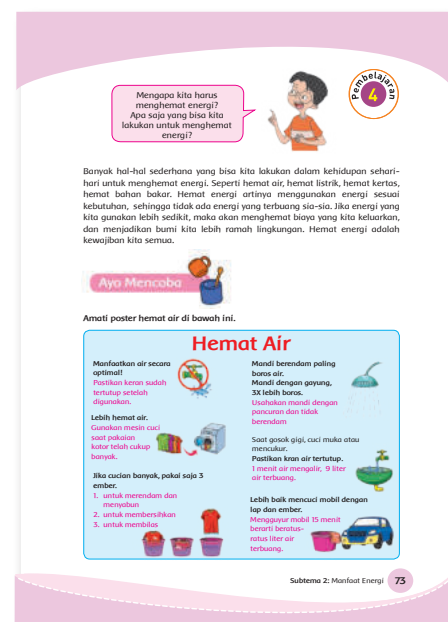 Mengapa kita harus
menghemat energi?
Apa saja yang bisa kita
lakukan untuk menghemat
energi?
Pembelajaran
4
Banyak hal-hal sederhana yang bisa kita lakukan dalam kehidupan sehari-
hari untuk menghemat energi. Seperti hemat air, hemat listrik, hemat kertas,
hemat bahan bakar. Hemat energi artinya menggunakan energi sesuai
kebutuhan, sehingga tidak ada energi yang terbuang sia-sia. Jika energi yang
kita gunakan lebih sedikit, maka akan menghemat biaya yang kita keluarkan,
dan menjadikan bumi kita lebih ramah lingkungan. Hemat energi adalah
kewajiban kita semua.
Ayo Mencoba
Amati poster hemat air di bawah ini.
Hemat Air
Manfaatkan air secara
optimal!
Pastikan keran sudah
tertutup setelah
digunakan.
Lebih hemat air.
Gunakan mesin cuci
saat pakaian
kotor telah cukup
banyak.
Jika cucian banyak, pakai saja 3
ember.
1. untuk merendam dan
menyabun
2. untuk membersihkan
3. untuk membilas
Mandi berendam paling
boros air.
Mandi dengan gayung,
3X lebih boros.
Usahakan mandi dengan
pancuran dan tidak
berendam
Saat gosok gigi, cuci muka atau
mencukur.
Pastikan kran air tertutup.
1 menit air mengalir, 9 liter
air terbuang.
Lebih baik mencuci mobil dengan
lap dan ember.
Mengguyur mobil 15 menit
berarti beratus-
ratus liter air
terbuang.
Subtema 2: Manfaat Energi 73